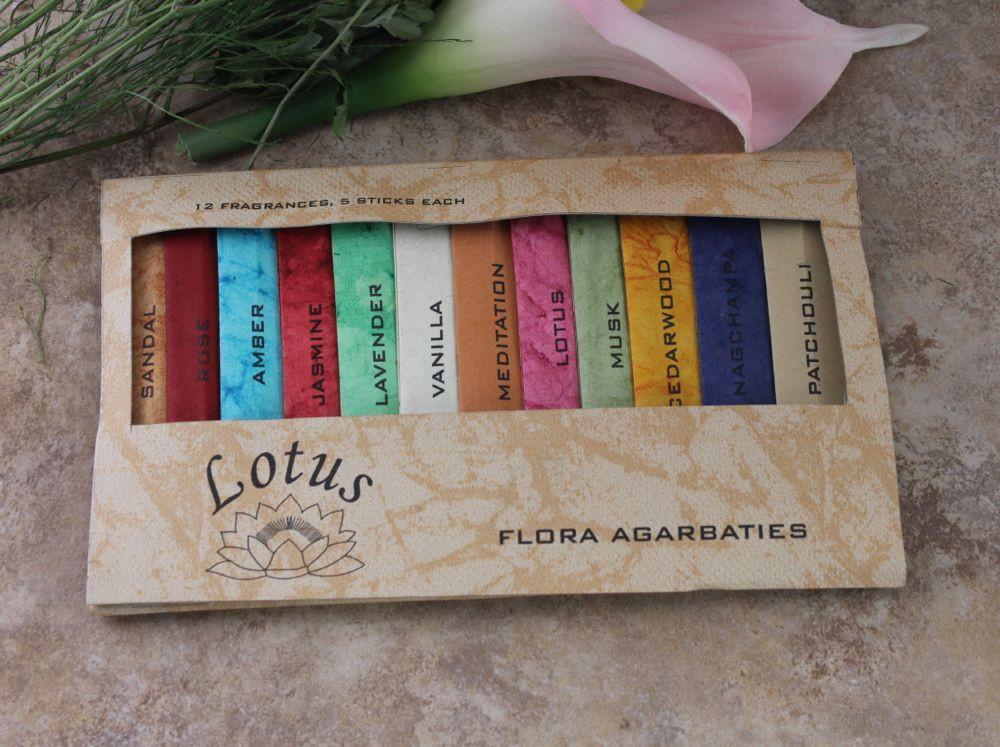 12 FRAGRANCES, 5 STICKS EACH
SANDAL
ROSE
AMBER
JASMINE
LAVENDER
VANILLA
MEDITATION
LOTUS
MUSK
CEDARWOOD
NAGCHAMPA
PATCHOULI
Lotus
FLORA AGARBATIES